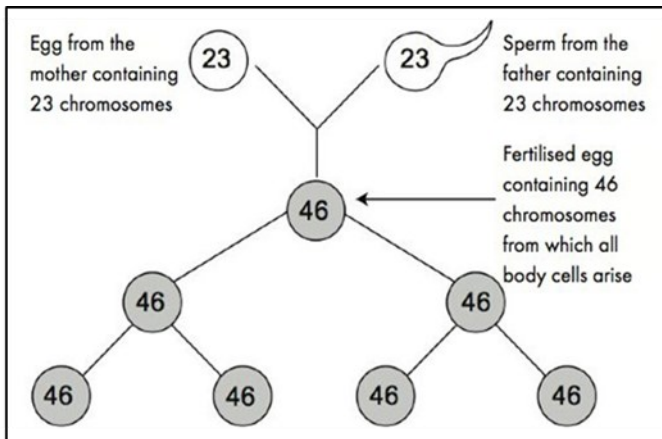 Egg from the
mother containing
23 chromosomes
23
23
Sperm from the
father containing
23 chromosomes
Fertilised egg
containing 46
chromosomes
from which all
body cells arise
46
46
46
46
46
46
46